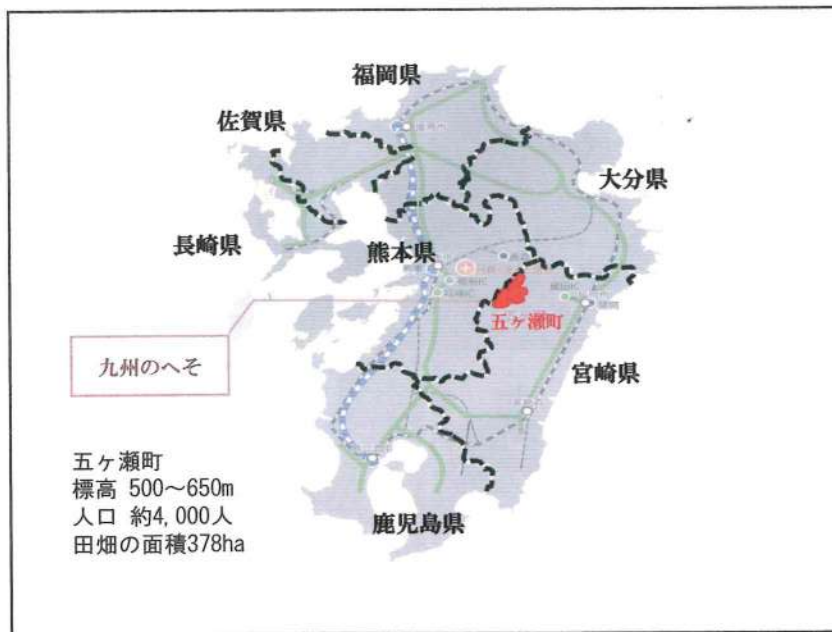 福岡県
佐賀県
大分県
長崎県
熊本県
五ヶ瀬町
九州のへそ
宮崎県
五ヶ瀬町
標高 500～650m
人口 約4,000人
田畑の面積378ha
鹿児島県